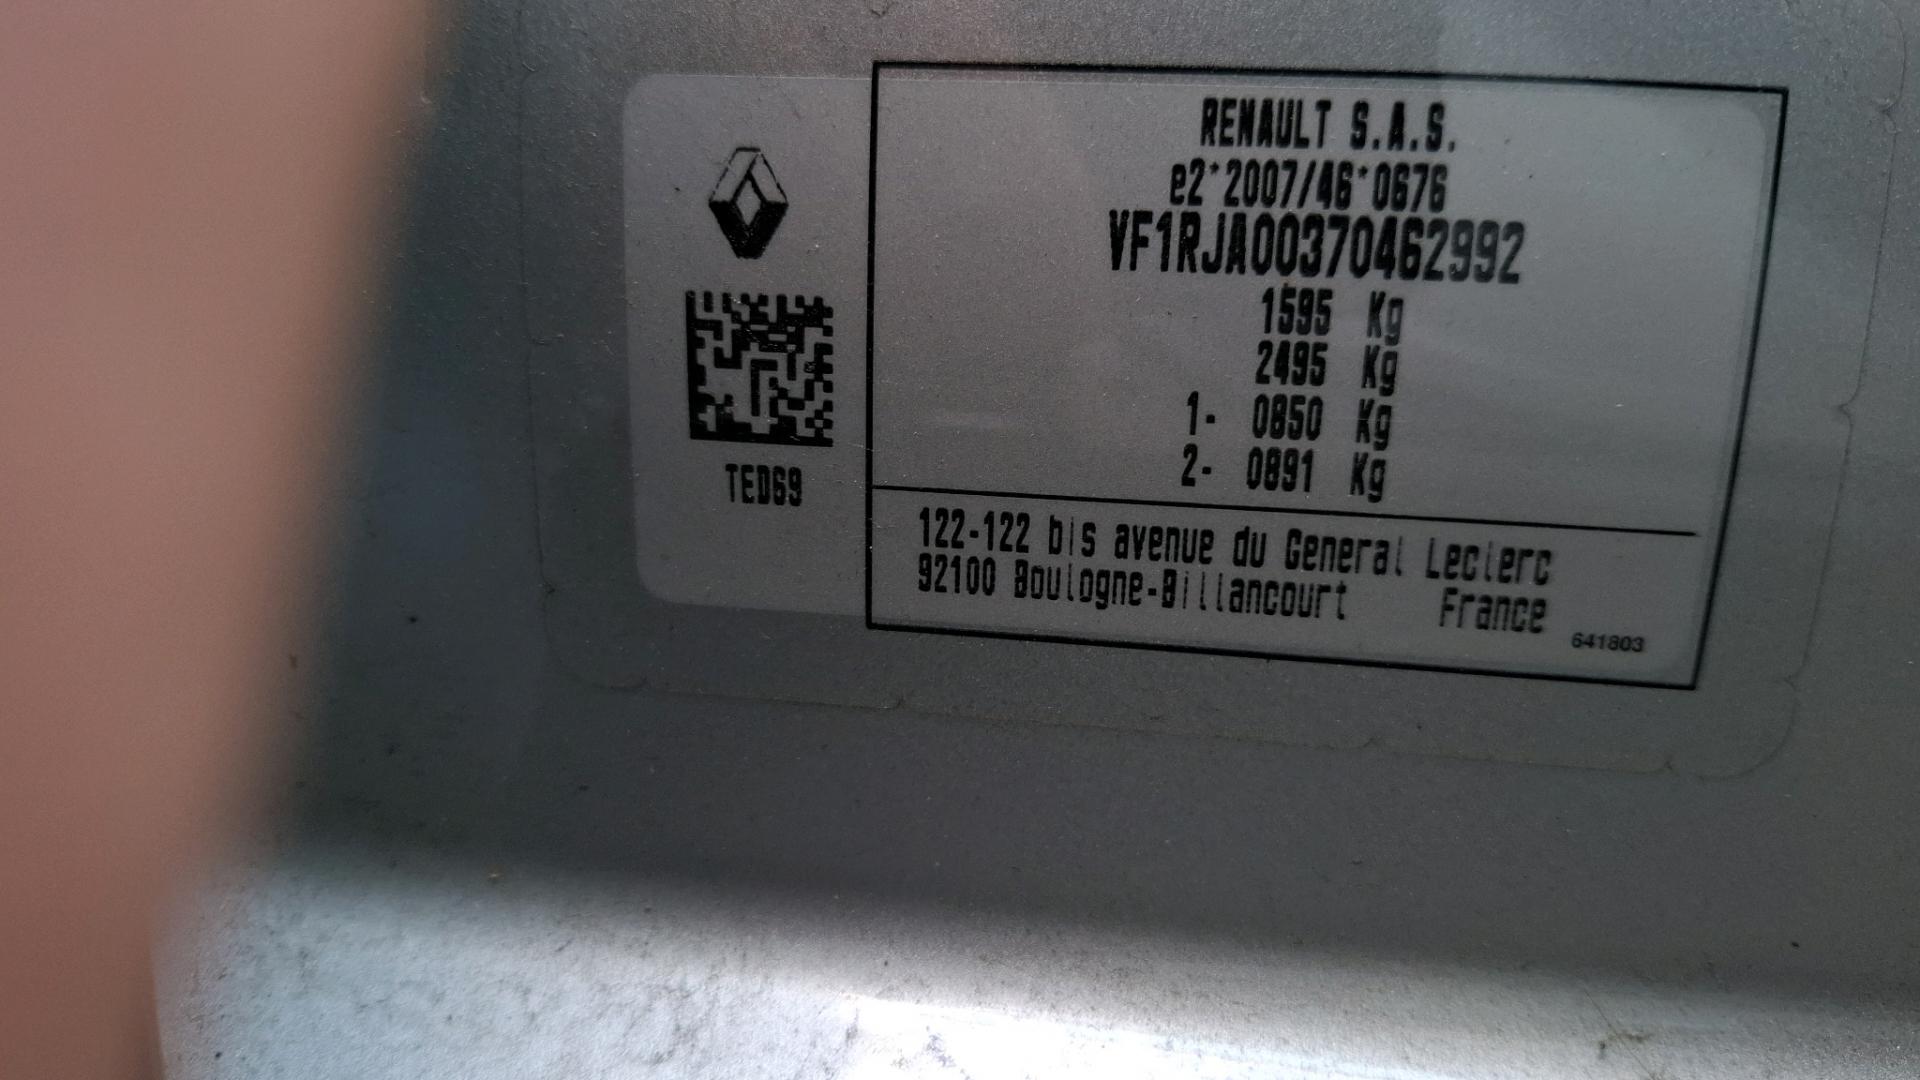 RENAULT S.A.S.
e2*2007/46*0676
VF1RJA00370462992
1595 Kg
2495 Kg
1- 0850 Kg
2- 0891 Kg
TED69
122-122 bis avenue du General Leclerc
92100 Boulogne-Billancourt France
641803